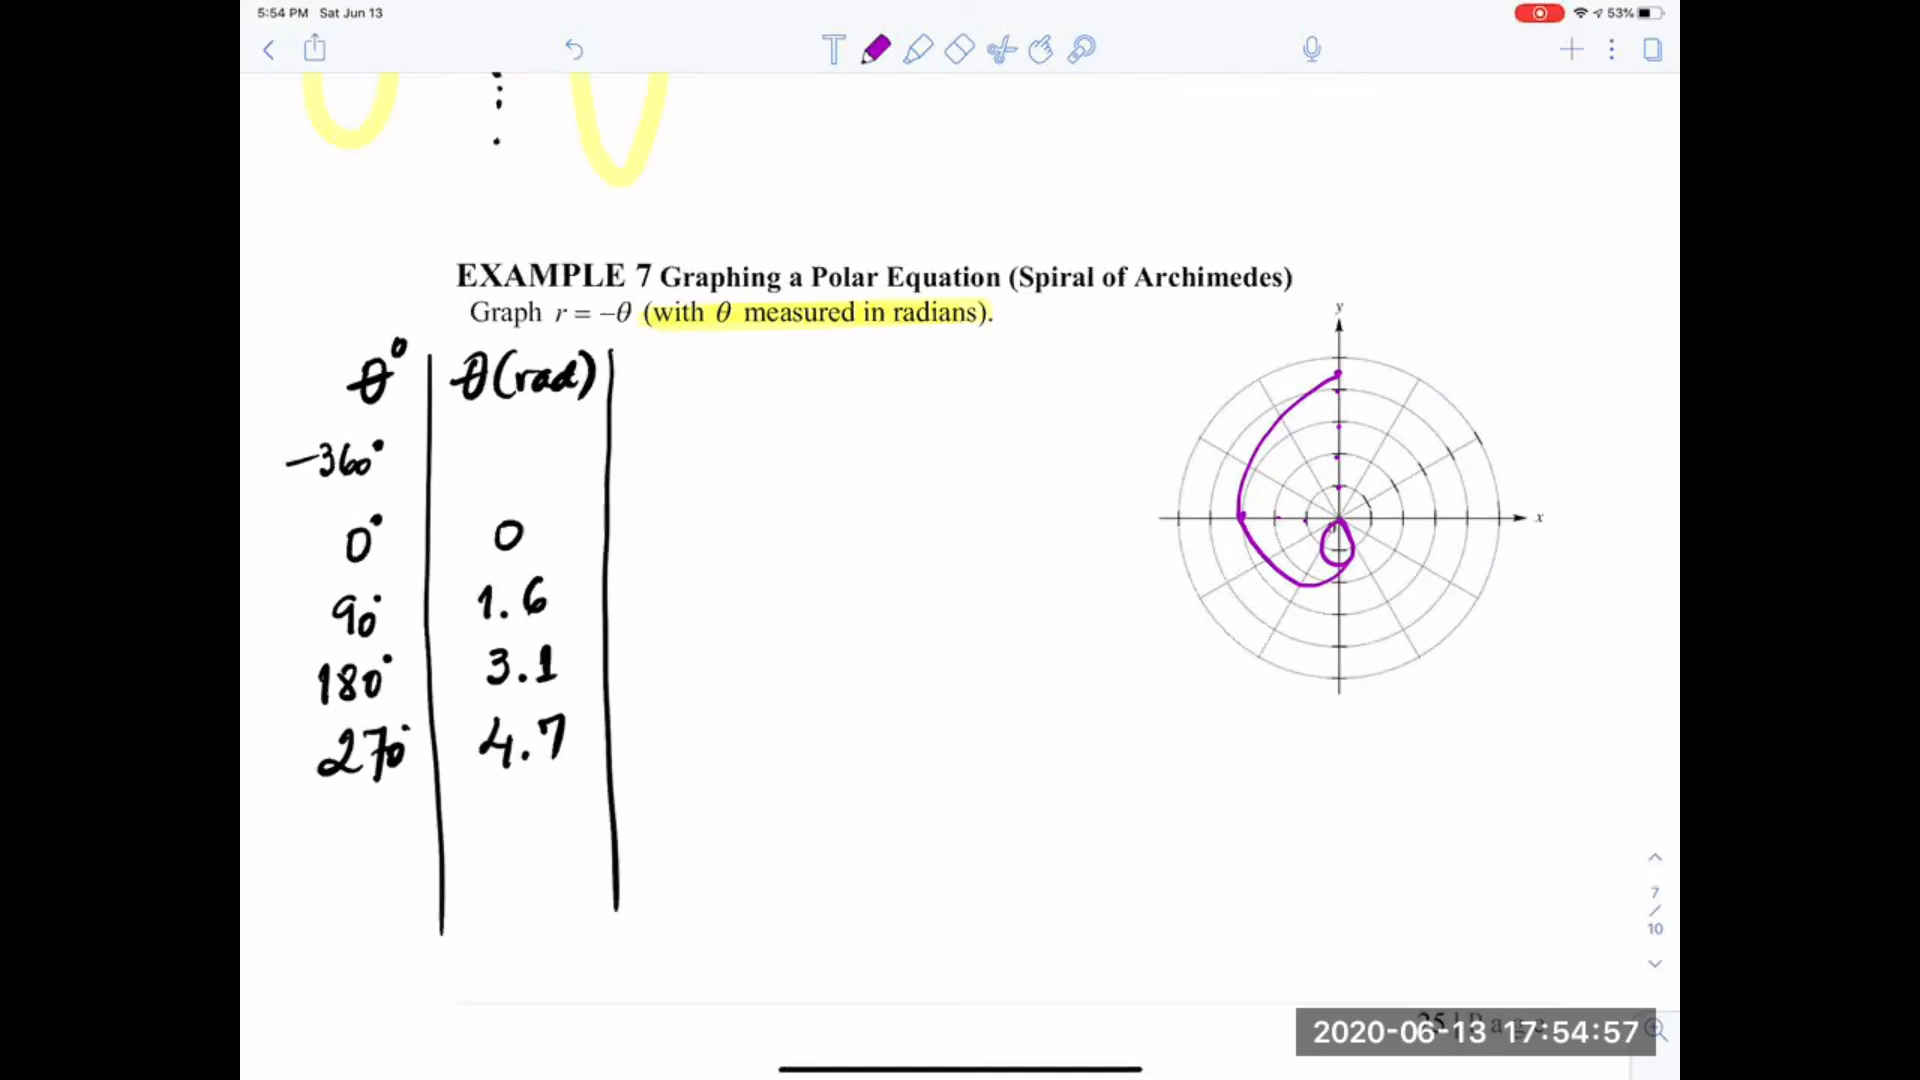 5:54 PM Sat Jun 13
53%
EXAMPLE 7 Graphing a Polar Equation (Spiral of Archimedes)
Graph r = −θ (with θ measured in radians).
y
θ° θ(rad)
−360°
x
0° 0
90° 1.6
180° 3.1
270° 4.7
7
/
10
25 | Page
2020-06-13 17:54:57